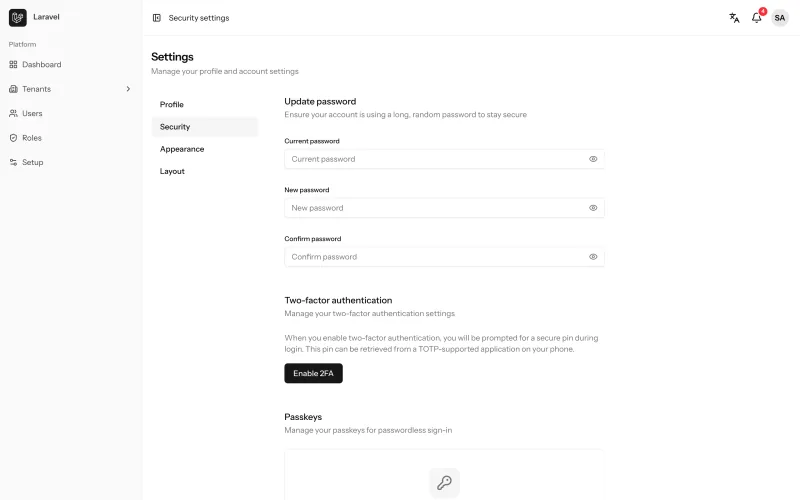 Laravel
Platform
Dashboard
Tenants
Users
Roles
Setup
Security settings
4
SA
Settings
Manage your profile and account settings
Profile
Security
Appearance
Layout
Update password
Ensure your account is using a long, random password to stay secure
Current password
Current password
New password
New password
Confirm password
Confirm password
Two-factor authentication
Manage your two-factor authentication settings
When you enable two-factor authentication, you will be prompted for a secure pin during
login. This pin can be retrieved from a TOTP-supported application on your phone.
Enable 2FA
Passkeys
Manage your passkeys for passwordless sign-in